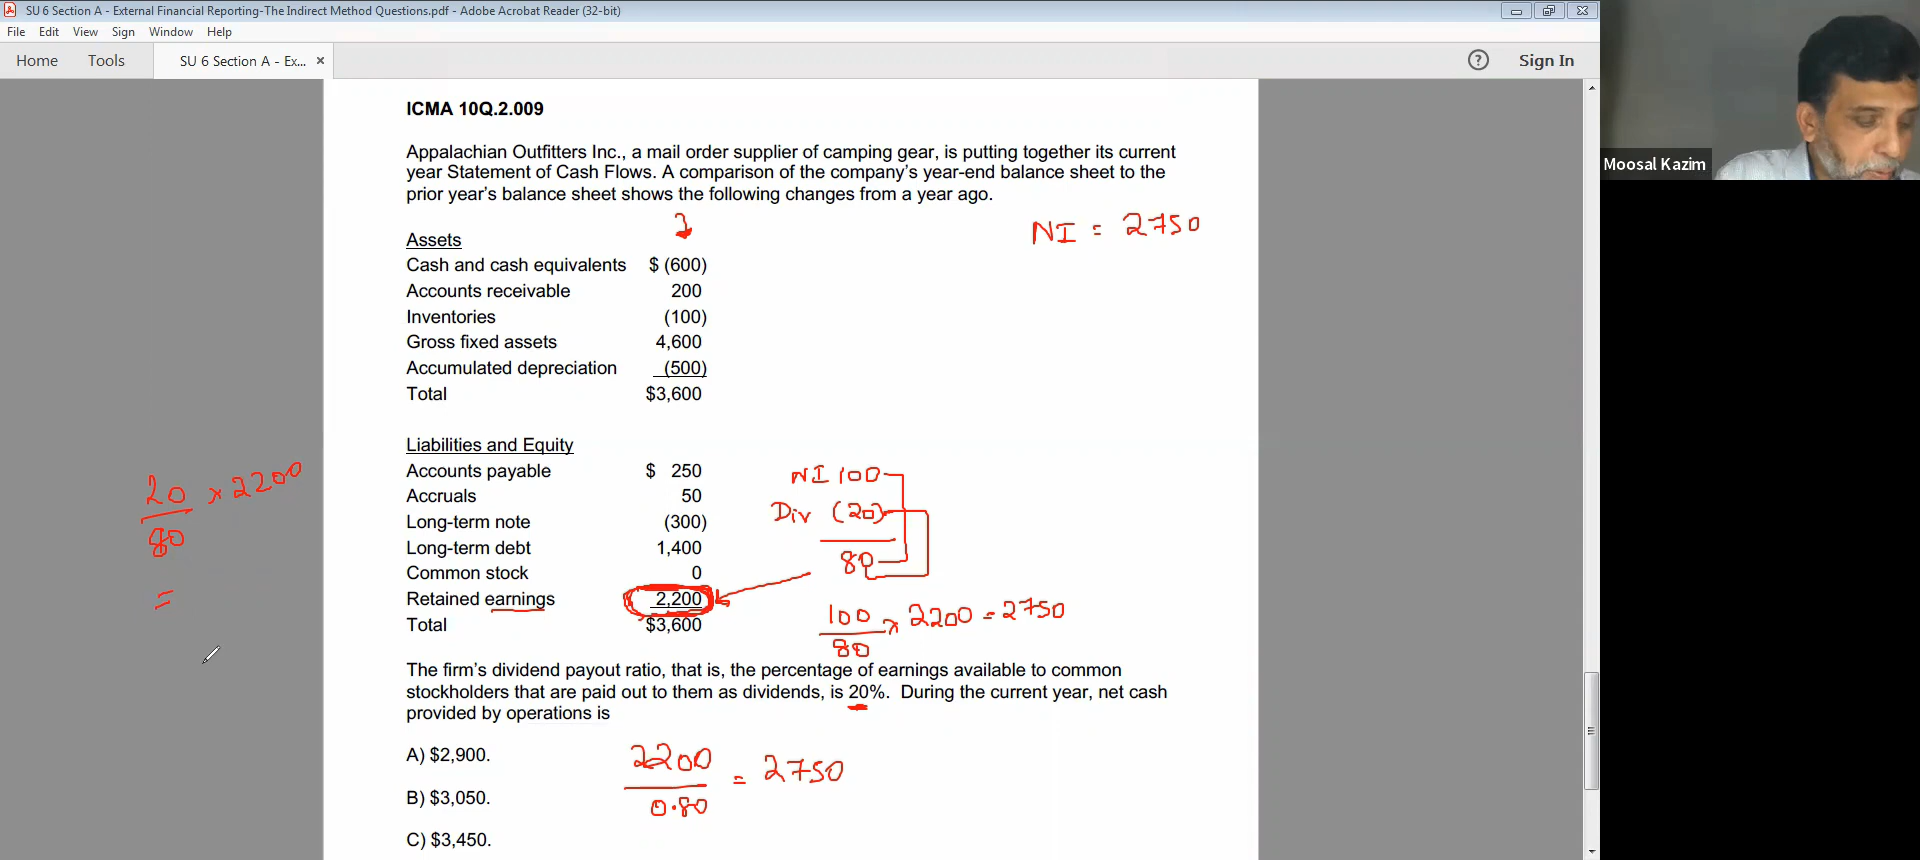 SU 6 Section A - External Financial Reporting-The Indirect Method Questions.pdf - Adobe Acrobat Reader (32-bit)
File Edit View Sign Window Help
Home Tools SU 6 Section A - Ex... × ? Sign In
Moosal Kazim
ICMA 10Q.2.009
Appalachian Outfitters Inc., a mail order supplier of camping gear, is putting together its current
year Statement of Cash Flows. A comparison of the company's year-end balance sheet to the
prior year's balance sheet shows the following changes from a year ago.
NI = 2750
Assets
Cash and cash equivalents $ (600)
Accounts receivable 200
Inventories (100)
Gross fixed assets 4,600
Accumulated depreciation (500)
Total $3,600
Liabilities and Equity
Accounts payable $ 250
Accruals 50
Long-term note (300)
Long-term debt 1,400
Common stock 0
Retained earnings 2,200
Total $3,600
NI 100
Div (20)
80
100
80
× 2200 = 2750
20
80
× 2200
=
The firm's dividend payout ratio, that is, the percentage of earnings available to common
stockholders that are paid out to them as dividends, is 20%. During the current year, net cash
provided by operations is
A) $2,900.
B) $3,050.
C) $3,450.
2200
0.80
= 2750